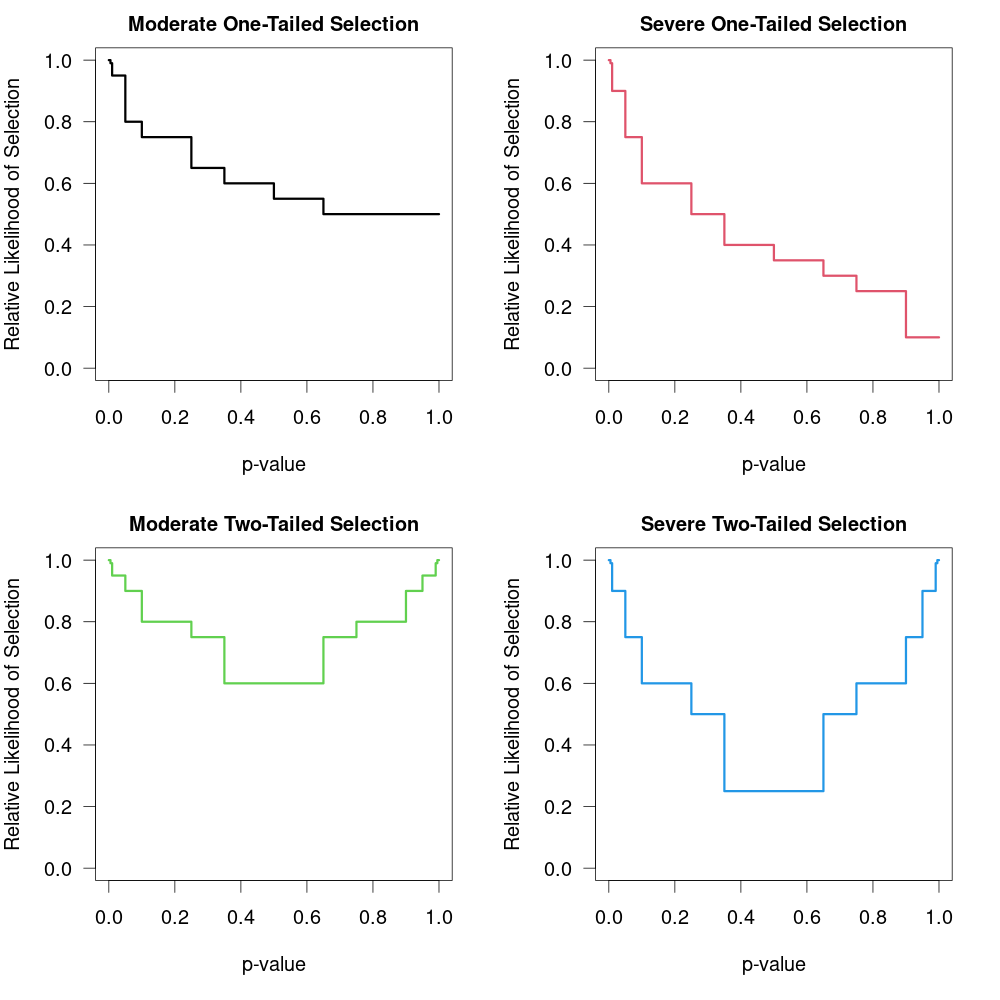 Moderate One-Tailed Selection
Relative Likelihood of Selection
1.0
0.8
0.6
0.4
0.2
0.0
0.0 0.2 0.4 0.6 0.8 1.0
p-value
Severe One-Tailed Selection
Relative Likelihood of Selection
1.0
0.8
0.6
0.4
0.2
0.0
0.0 0.2 0.4 0.6 0.8 1.0
p-value
Moderate Two-Tailed Selection
Relative Likelihood of Selection
1.0
0.8
0.6
0.4
0.2
0.0
0.0 0.2 0.4 0.6 0.8 1.0
p-value
Severe Two-Tailed Selection
Relative Likelihood of Selection
1.0
0.8
0.6
0.4
0.2
0.0
0.0 0.2 0.4 0.6 0.8 1.0
p-value